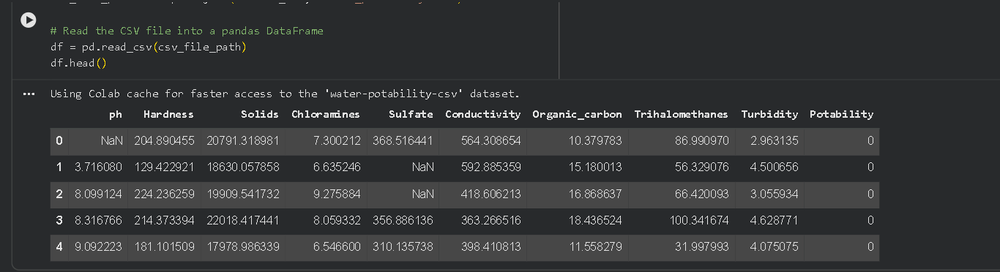 # Read the CSV file into a pandas DataFrame
df = pd.read_csv(csv_file_path)
df.head()
Using Colab cache for faster access to the 'water-potability-csv' dataset.
ph Hardness Solids Chloramines Sulfate Conductivity Organic_carbon Trihalomethanes Turbidity Potability
0 NaN 204.890455 20791.318981 7.300212 368.516441 564.308654 10.379783 86.990970 2.963135 0
1 3.716080 129.422921 18630.057858 6.635246 NaN 592.885359 15.180013 56.329076 4.500656 0
2 8.099124 224.236259 19909.541732 9.275884 NaN 418.606213 16.868637 66.420093 3.055934 0
3 8.316766 214.373394 22018.417441 8.059332 356.886136 363.266516 18.436524 100.341674 4.628771 0
4 9.092223 181.101509 17978.986339 6.546600 310.135738 398.410813 11.558279 31.997993 4.075075 0